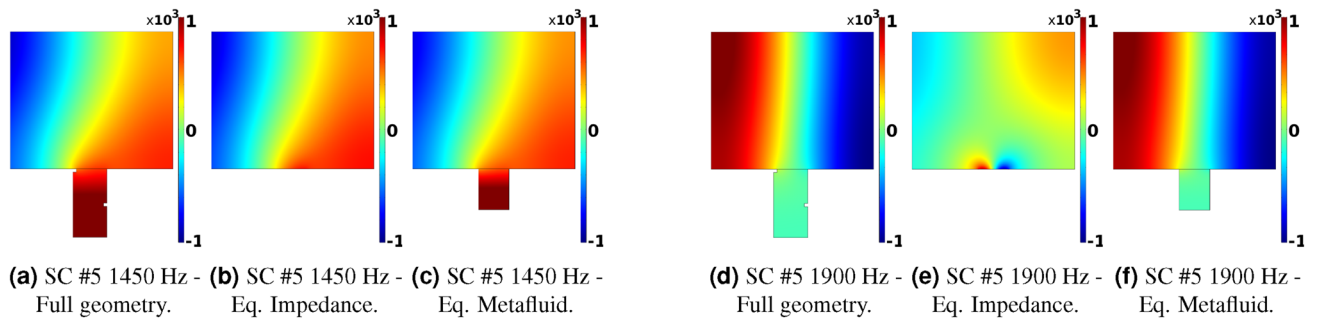 x10³ 1
x10³ 1
x10³ 1
x10³ 1
x10³ 1
x10³ 1
0
0
0
0
0
0
-1
-1
-1
-1
-1
-1
(a) SC #5 1450 Hz -
Full geometry.
(b) SC #5 1450 Hz -
Eq. Impedance.
(c) SC #5 1450 Hz -
Eq. Metafluid.
(d) SC #5 1900 Hz -
Full geometry.
(e) SC #5 1900 Hz -
Eq. Impedance.
(f) SC #5 1900 Hz -
Eq. Metafluid.